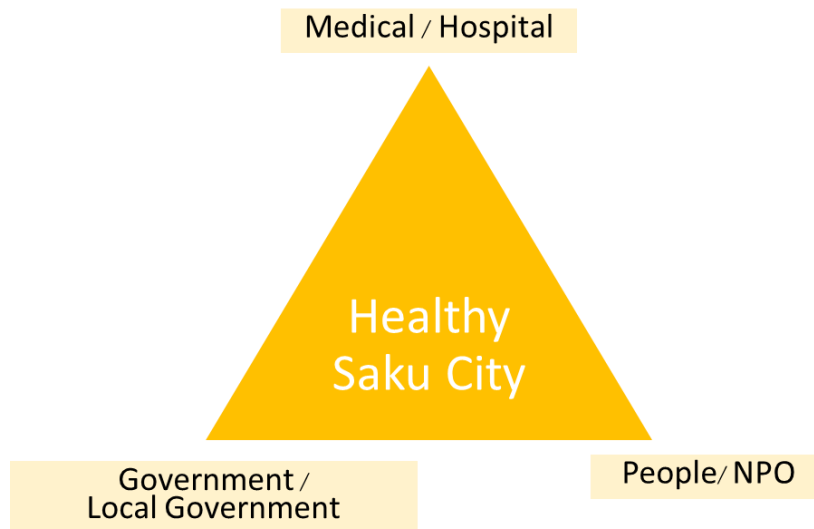 Medical / Hospital
Healthy
Saku City
Government /
Local Government
People/ NPO